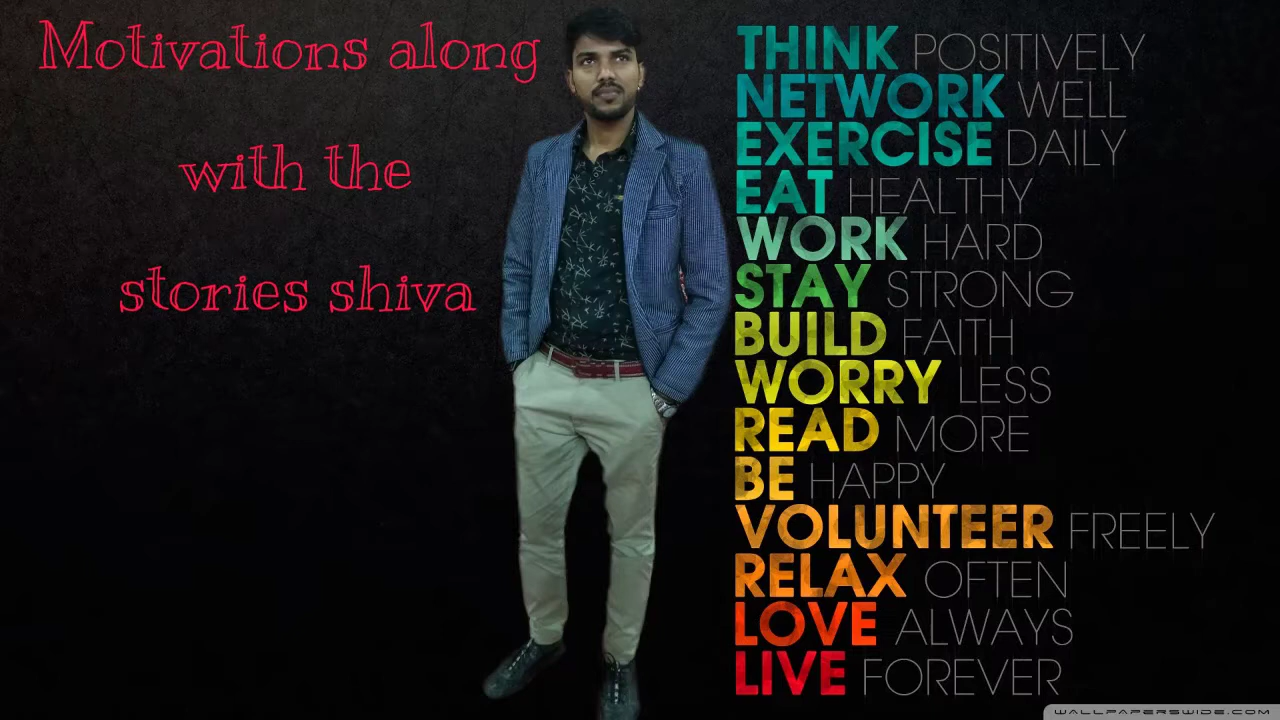 Motivations along
with the
stories shiva
THINK POSITIVELY
NETWORK WELL
EXERCISE DAILY
EAT HEALTHY
WORK HARD
STAY STRONG
BUILD FAITH
WORRY LESS
READ MORE
BE HAPPY
VOLUNTEER FREELY
RELAX OFTEN
LOVE ALWAYS
LIVE FOREVER
WALLPAPERSWIDE.COM